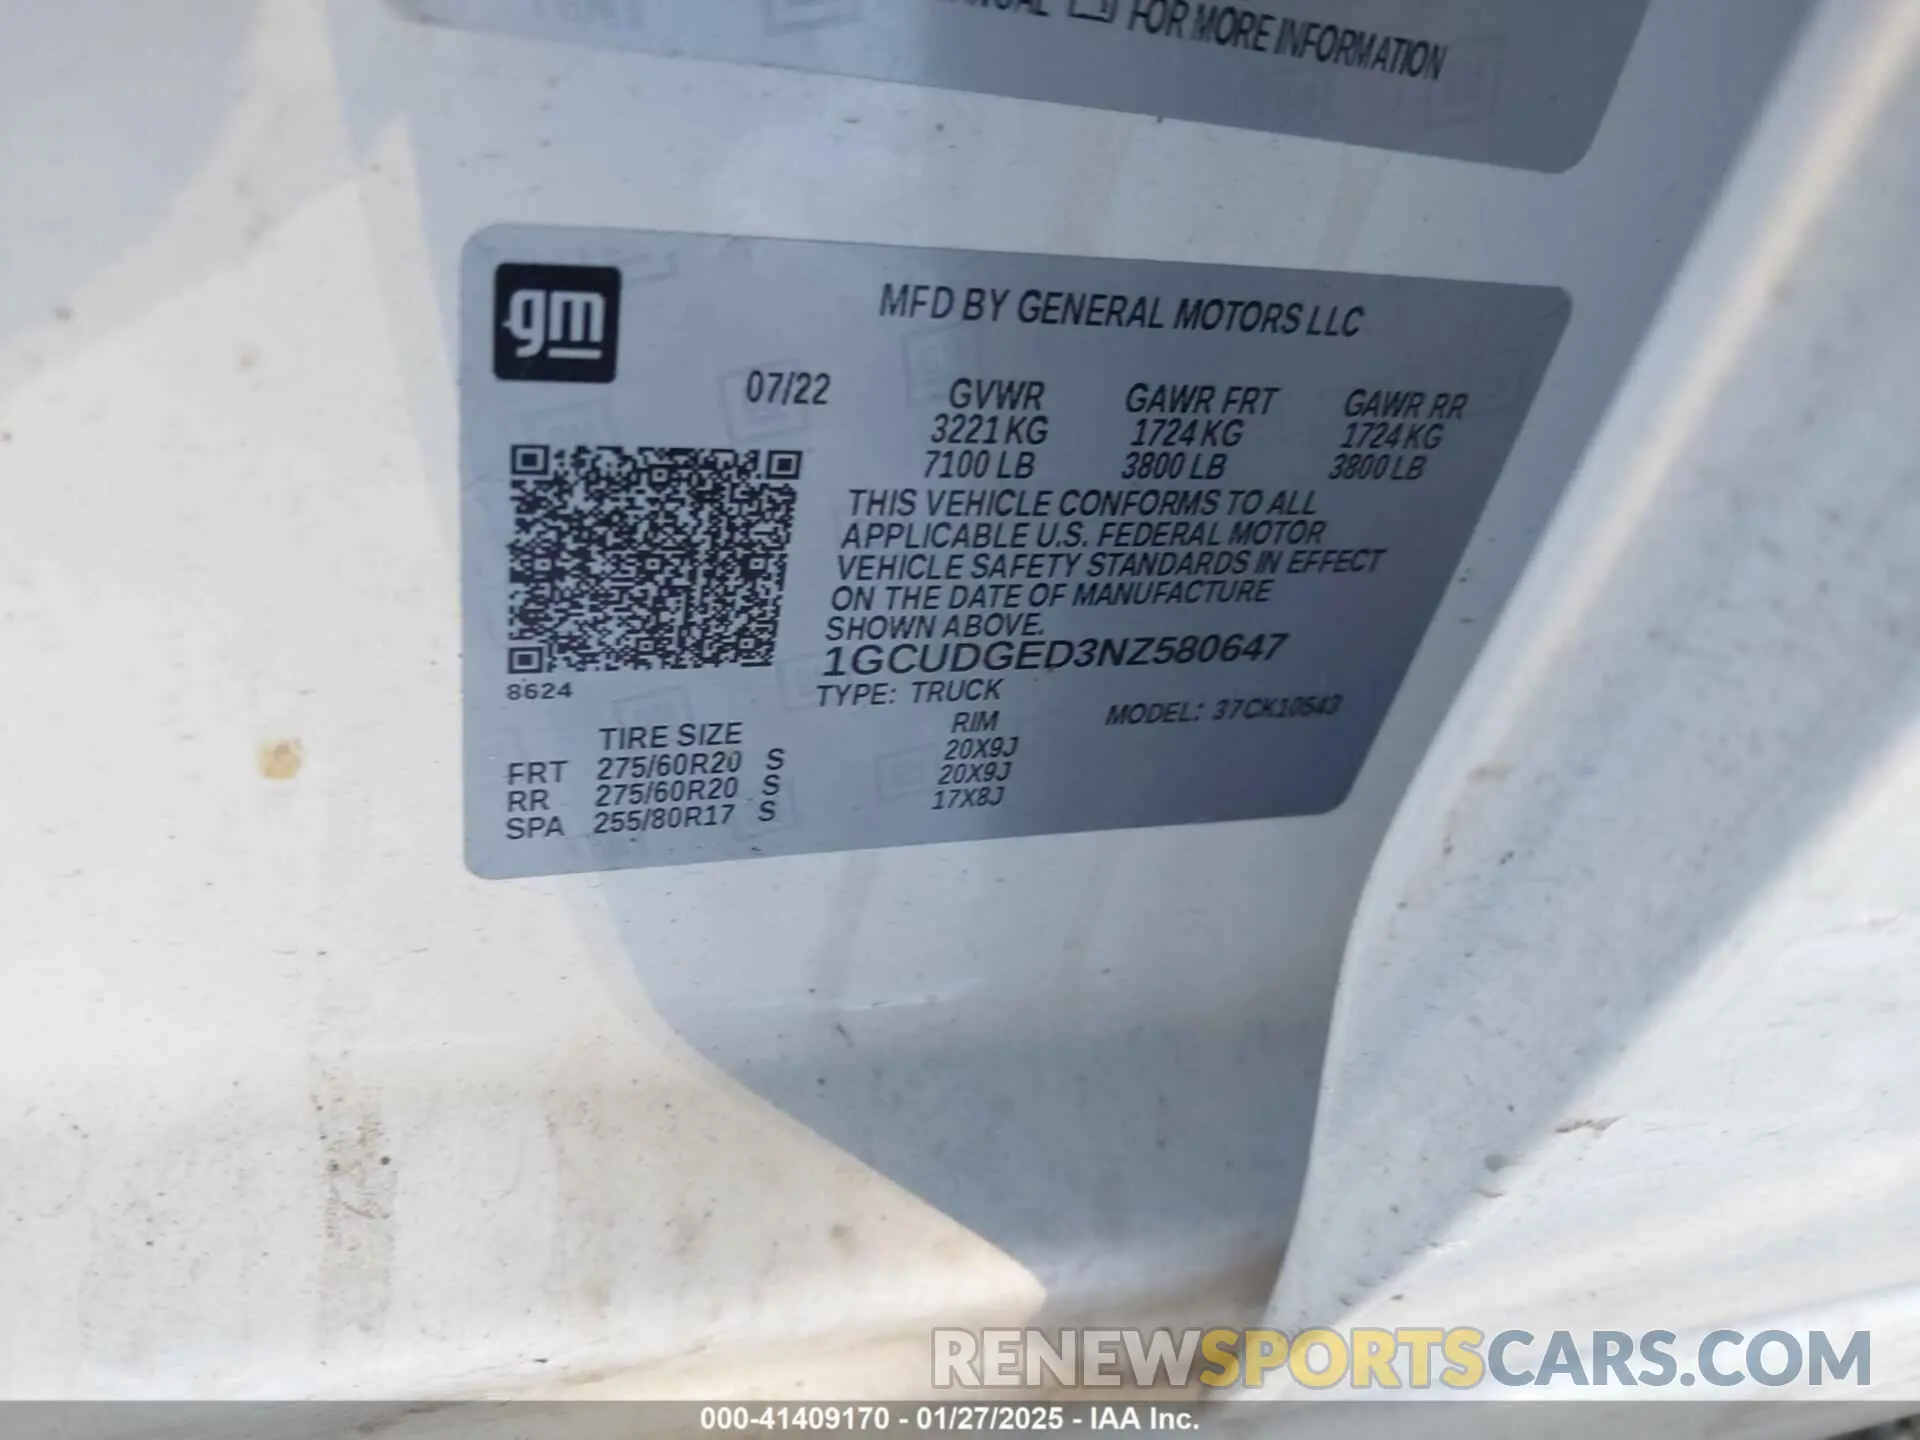 FOR MORE INFORMATION
gm
MFD BY GENERAL MOTORS LLC
07/22 GVWR GAWR FRT GAWR RR
3221 KG 1724 KG 1724 KG
7100 LB 3800 LB 3800 LB
THIS VEHICLE CONFORMS TO ALL
APPLICABLE U.S. FEDERAL MOTOR
VEHICLE SAFETY STANDARDS IN EFFECT
ON THE DATE OF MANUFACTURE
SHOWN ABOVE.
1GCUDGED3NZ580647
8624
TYPE: TRUCK
MODEL: 37CK10543
TIRE SIZE RIM
FRT 275/60R20 S 20X9J
RR 275/60R20 S 20X9J
SPA 255/80R17 S 17X8J
RENEWSPORTSCARS.COM
000-41409170 - 01/27/2025 - IAA Inc.